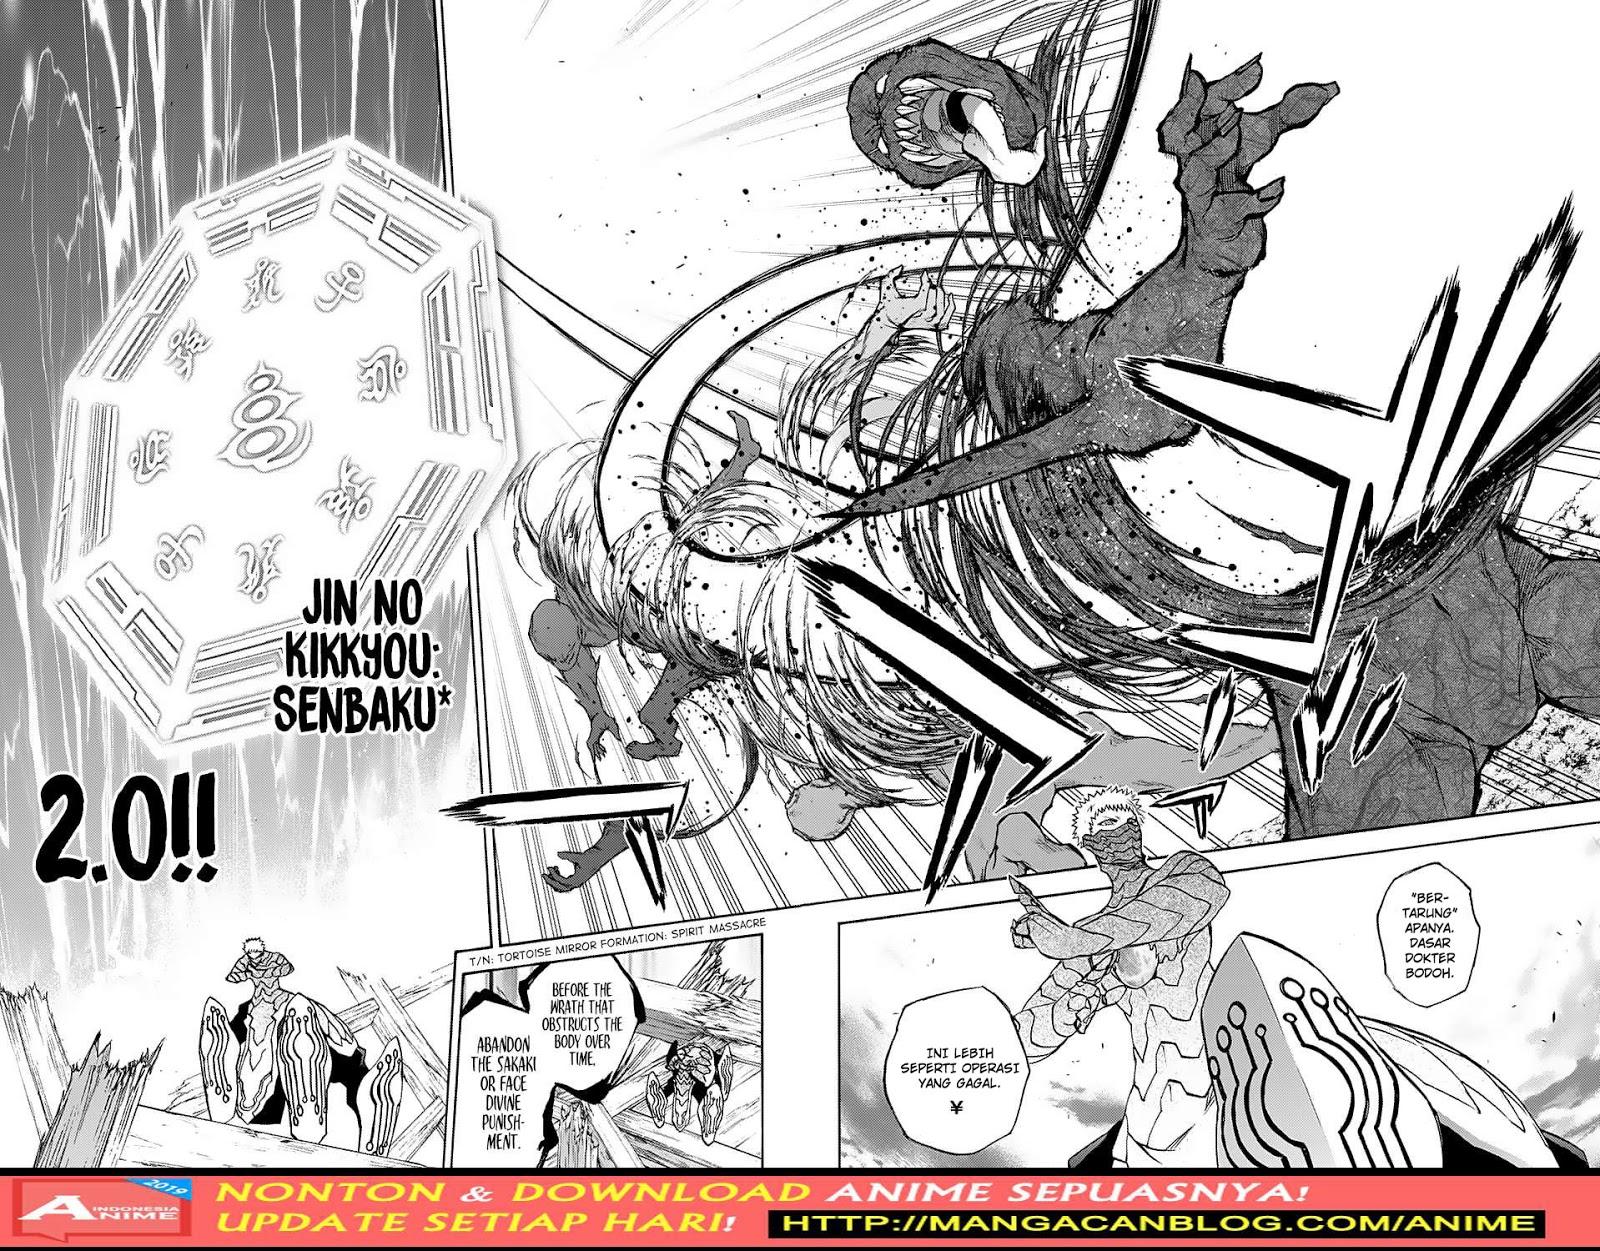 "BER-
TARUNG"
APANYA.
DASAR
DOKTER
BODOH.
INI LEBIH
SEPERTI OPERASI
YANG GAGAL.
¥
BEFORE THE
WRATH THAT
OBSTRUCTS THE
BODY OVER
TIME.
ABANDON
THE SAKAKI
OR FACE
DIVINE
PUNISH-
MENT.
JIN NO
KIKKYOU:
SENBAKU*
2.0!!
T/N: TORTOISE MIRROR FORMATION: SPIRIT MASSACRE
2019
INDONESIA
ANIME
NONTON & DOWNLOAD ANIME SEPUASNYA!
UPDATE SETIAP HARI!
HTTP://MANGACANBLOG.COM/ANIME